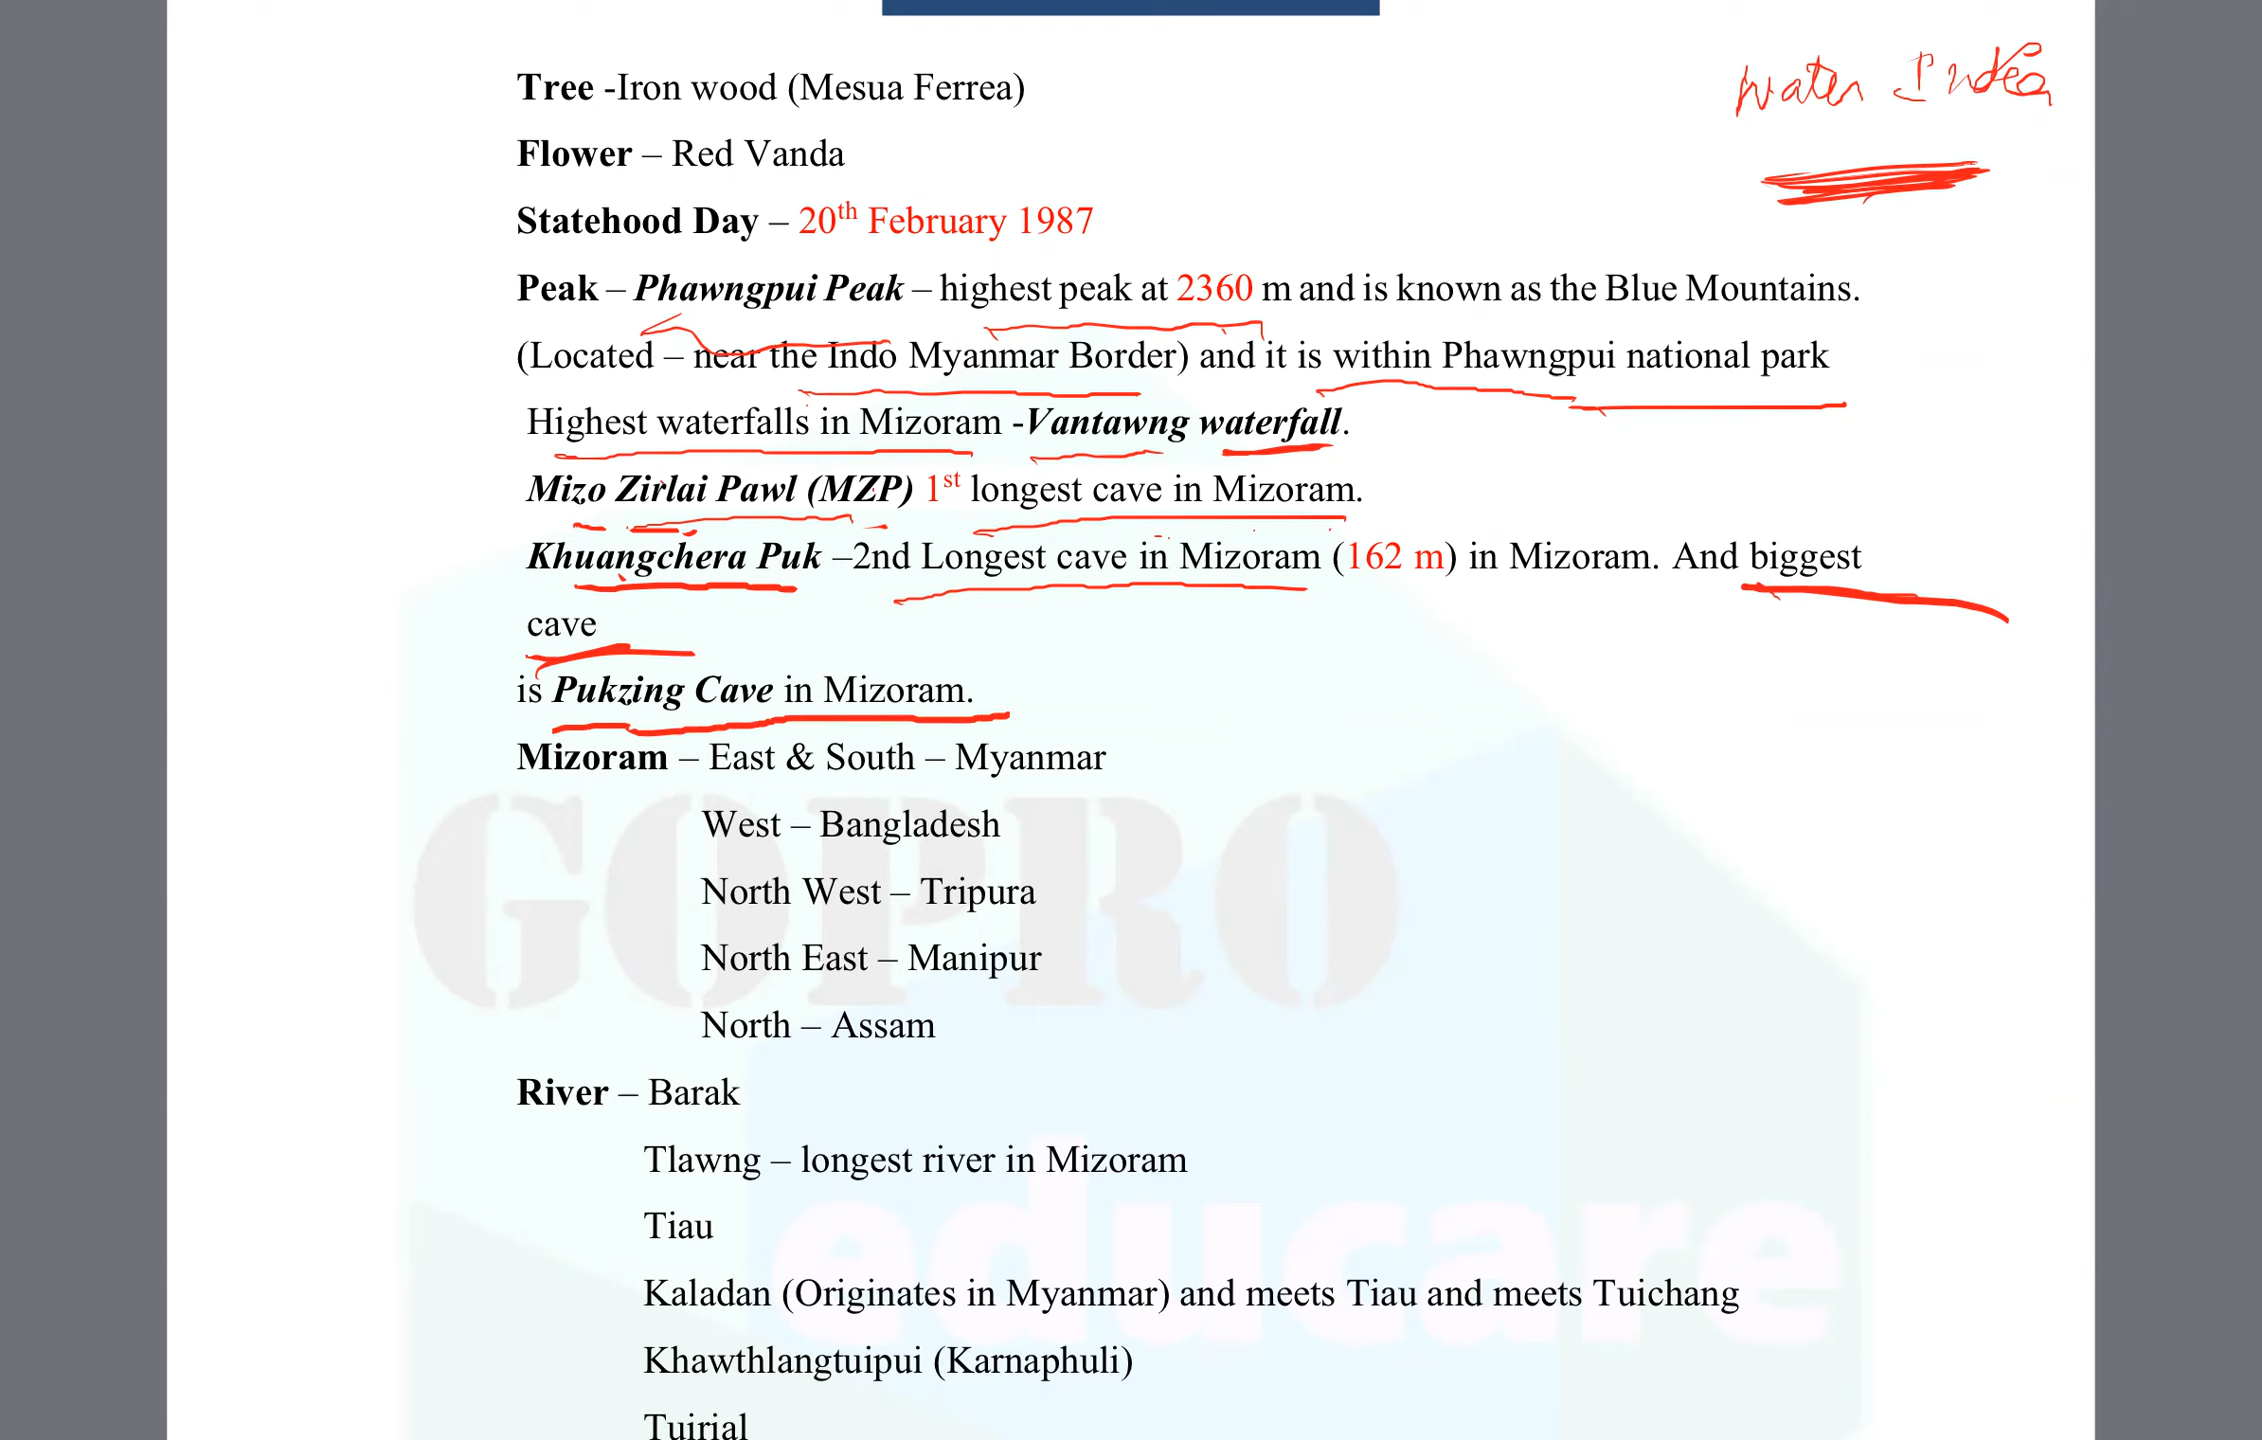 water India
Tree -Iron wood (Mesua Ferrea)
Flower – Red Vanda
Statehood Day – 20th February 1987
Peak – Phawngpui Peak – highest peak at 2360 m and is known as the Blue Mountains.
(Located – near the Indo Myanmar Border) and it is within Phawngpui national park
Highest waterfalls in Mizoram -Vantawng waterfall.
Mizo Zirlai Pawl (MZP) 1st longest cave in Mizoram.
Khuangchera Puk –2nd Longest cave in Mizoram (162 m) in Mizoram. And biggest
cave
is Pukzing Cave in Mizoram.
Mizoram – East & South – Myanmar
West – Bangladesh
North West – Tripura
North East – Manipur
North – Assam
River – Barak
Tlawng – longest river in Mizoram
Tiau
Kaladan (Originates in Myanmar) and meets Tiau and meets Tuichang
Khawthlangtuipui (Karnaphuli)
Tuirial
GOPRO
educare